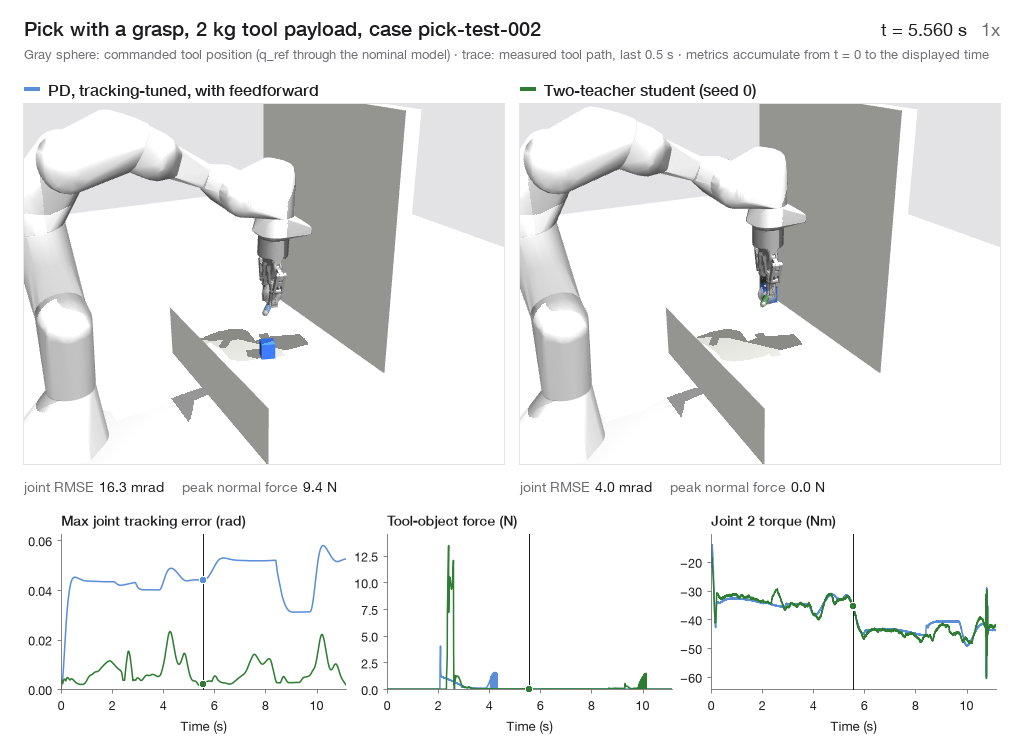 Pick with a grasp, 2 kg tool payload, case pick-test-002
t = 5.560 s 1x
Gray sphere: commanded tool position (q_ref through the nominal model) · trace: measured tool path, last 0.5 s · metrics accumulate from t = 0 to the displayed time
PD, tracking-tuned, with feedforward
Two-teacher student (seed 0)
joint RMSE 16.3 mrad peak normal force 9.4 N
joint RMSE 4.0 mrad peak normal force 0.0 N
Max joint tracking error (rad)
0.06
0.04
0.02
0.00
0 2 4 6 8 10
Time (s)
Tool-object force (N)
12.5
10.0
7.5
5.0
2.5
0.0
0 2 4 6 8 10
Time (s)
Joint 2 torque (Nm)
−20
−30
−40
−50
−60
0 2 4 6 8 10
Time (s)